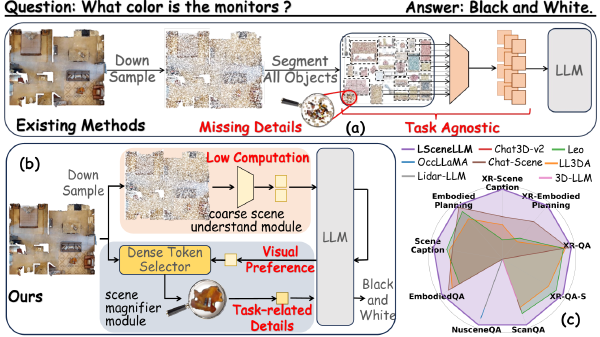 Question: What color is the monitors ?
Answer: Black and White.
Down
Sample
Segment
All Objects
LLM
Existing Methods
Missing Details
(a)
Task Agnostic
(b)
Low Computation
Down
Sample
coarse scene
understand module
LLM
Dense Token
Selector
Visual
Preference
Ours
scene
magnifier
module
Task-related
Details
Black
and
White
LSceneLLM
Chat3D-v2
Leo
OccLLaMA
Chat-Scene
LL3DA
Lidar-LLM
3D-LLM
XR-Scene
Caption
Embodied
Planning
XR-Embodied
Planning
Scene
Caption
XR-QA
EmbodiedQA
XR-QA-S
NusceneQA
ScanQA
(c)